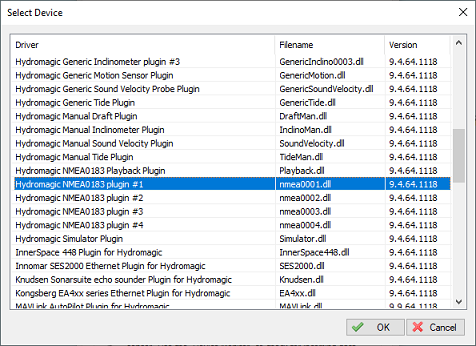 Select Device
Driver Filename Version
Hydromagic Generic Inclinometer plugin #3 GenericInclino0003.dll 9.4.64.1118
Hydromagic Generic Motion Sensor Plugin GenericMotion.dll 9.4.64.1118
Hydromagic Generic Sound Velocity Probe Plugin GenericSoundVelocity.dll 9.4.64.1118
Hydromagic Generic Tide Plugin GenericTide.dll 9.4.64.1118
Hydromagic Manual Draft Plugin DraftMan.dll 9.4.64.1118
Hydromagic Manual Inclinometer Plugin InclinoMan.dll 9.4.64.1118
Hydromagic Manual Sound Velocity Plugin SoundVelocity.dll 9.4.64.1118
Hydromagic Manual Tide Plugin TideMan.dll 9.4.64.1118
Hydromagic NMEA0183 Playback Plugin Playback.dll 9.4.64.1118
Hydromagic NMEA0183 plugin #1 nmea0001.dll 9.4.64.1118
Hydromagic NMEA0183 plugin #2 nmea0002.dll 9.4.64.1118
Hydromagic NMEA0183 plugin #3 nmea0003.dll 9.4.64.1118
Hydromagic NMEA0183 plugin #4 nmea0004.dll 9.4.64.1118
Hydromagic Simulator Plugin Simulator.dll 9.4.64.1118
InnerSpace 448 Plugin for Hydromagic InnerSpace448.dll 9.4.64.1118
Innomar SES2000 Ethernet Plugin for Hydromagic SES2000.dll 9.4.64.1118
Knudsen Sonarsuite echo sounder Plugin for Hydromagic Knudsen.dll 9.4.64.1118
Kongsberg EA4xx series Ethernet Plugin for Hydromagic EA4xx.dll 9.4.64.1118
MAVLink AutoPilot Plugin for Hydromagic MAVLink.dll
OK Cancel